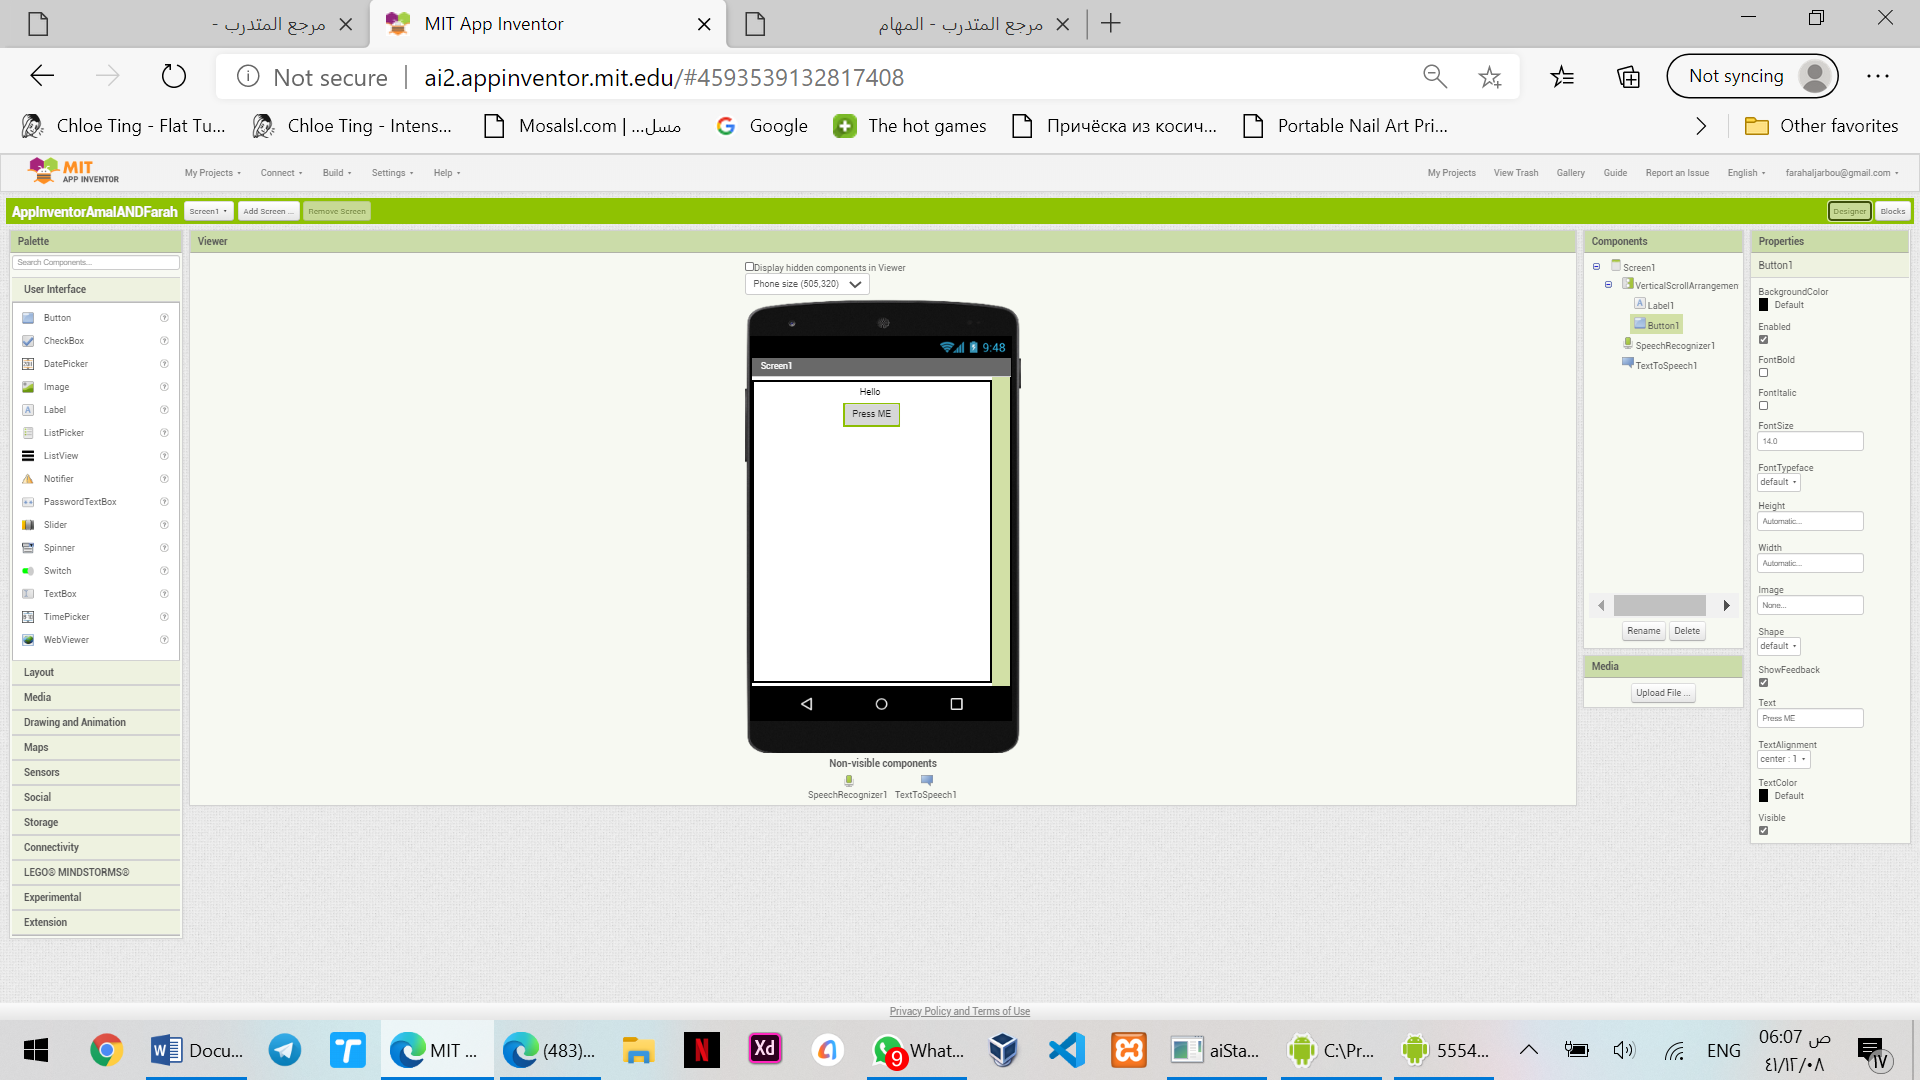 مرجع المتدرب -
MIT App Inventor
مرجع المتدرب - المهام
Not secure
ai2.appinventor.mit.edu/#4593539132817408
Not syncing
Chloe Ting - Flat Tu...
Chloe Ting - Intens...
Mosalsl.com | ...مسل
Google
The hot games
Причёска из косич...
Portable Nail Art Pri...
Other favorites
MIT
APP INVENTOR
My Projects
Connect
Build
Settings
Help
My Projects
View Trash
Gallery
Guide
Report an Issue
English
farahaljarbou@gmail.com
AppInventorAmalANDFarah
Screen1
Add Screen ...
Remove Screen
Designer
Blocks
Palette
Search Components...
User Interface
Button
CheckBox
DatePicker
Image
Label
ListPicker
ListView
Notifier
PasswordTextBox
Slider
Spinner
Switch
TextBox
TimePicker
WebViewer
Layout
Media
Drawing and Animation
Maps
Sensors
Social
Storage
Connectivity
LEGO® MINDSTORMS®
Experimental
Extension
Viewer
Display hidden components in Viewer
Phone size (505,320)
9:48
Screen1
Hello
Press ME
Non-visible components
SpeechRecognizer1
TextToSpeech1
Components
Screen1
VerticalScrollArrangemen
Label1
Button1
SpeechRecognizer1
TextToSpeech1
Rename
Delete
Media
Upload File ...
Properties
Button1
BackgroundColor
Default
Enabled
FontBold
FontItalic
FontSize
14.0
FontTypeface
default
Height
Automatic...
Width
Automatic...
Image
None...
Shape
default
ShowFeedback
Text
Press ME
TextAlignment
center : 1
TextColor
Default
Visible
Privacy Policy and Terms of Use
Docu...
MIT ...
(483)...
N
Xd
9
What...
aiSta...
C:\Pr...
5554...
ENG
06:07 ص
٤١/١٢/٠٨
١٧